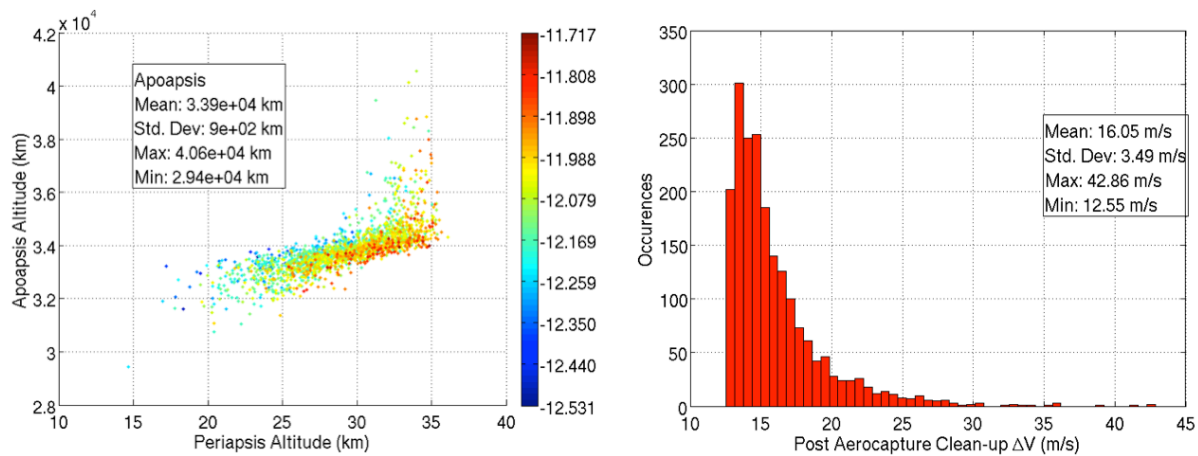 x 10⁴
4.2
4
3.8
3.6
3.4
3.2
3
2.8
Apoapsis Altitude (km)
Apoapsis
Mean: 3.39e+04 km
Std. Dev: 9e+02 km
Max: 4.06e+04 km
Min: 2.94e+04 km
10 15 20 25 30 35 40
Periapsis Altitude (km)
-11.717
-11.808
-11.898
-11.988
-12.079
-12.169
-12.259
-12.350
-12.440
-12.531
350
300
250
200
150
100
50
0
Occurences
Mean: 16.05 m/s
Std. Dev: 3.49 m/s
Max: 42.86 m/s
Min: 12.55 m/s
10 15 20 25 30 35 40 45
Post Aerocapture Clean-up ΔV (m/s)